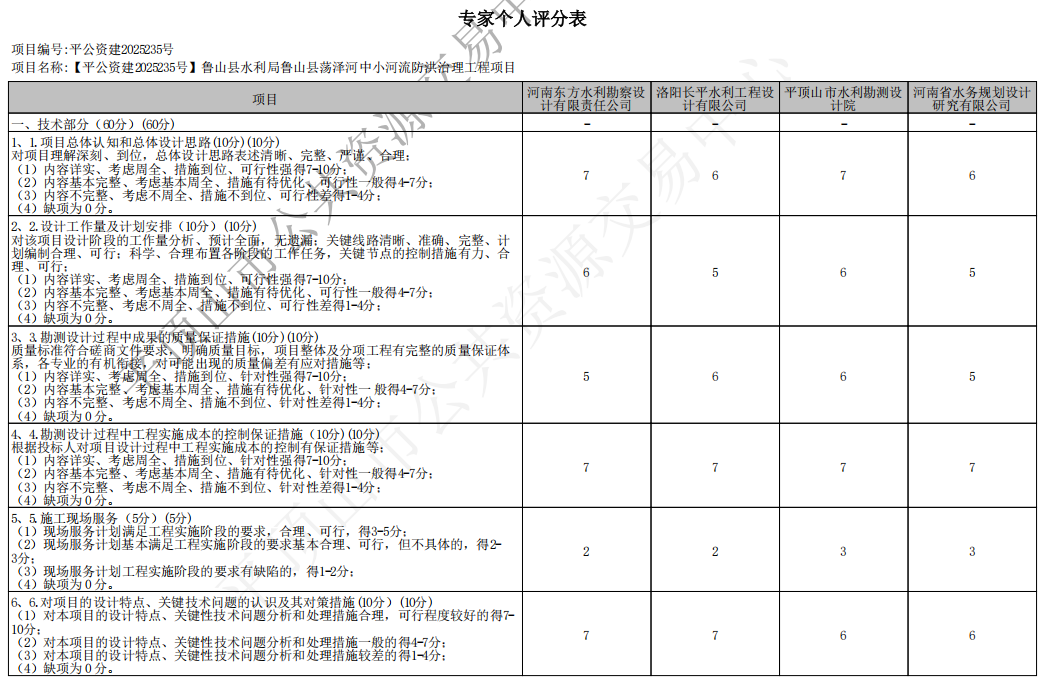 专家个人评分表
项目编号:平公资建2025235号
项目名称:【平公资建2025235号】鲁山县水利局鲁山县荡泽河中小河流防洪治理工程项目
项目
河南东方水利勘察设
计有限责任公司
洛阳长平水利工程设
计有限公司
平顶山市水利勘测设
计院
河南省水务规划设计
研究有限公司
一、技术部分（60分）(60分)
-
-
-
-
1、1.项目总体认知和总体设计思路(10分)(10分)
对项目理解深刻、到位，总体设计思路表述清晰、完整、严谨、合理；
（1）内容详实、考虑周全、措施到位、可行性强得7-10分；
（2）内容基本完整、考虑基本周全、措施有待优化、可行性一般得4-7分；
（3）内容不完整、考虑不周全、措施不到位、可行性差得1-4分；
（4）缺项为 0 分。
7
6
7
6
2、2.设计工作量及计划安排（10分）(10分)
对该项目设计阶段的工作量分析、预计全面，无遗漏；关键线路清晰、准确、完整、计
划编制合理、可行；科学、合理布置各阶段的工作任务，关键节点的控制措施有力、合
理、可行；
（1）内容详实、考虑周全、措施到位、可行性强得7-10分；
（2）内容基本完整、考虑基本周全、措施有待优化、可行性一般得4-7分；
（3）内容不完整、考虑不周全、措施不到位、可行性差得1-4分；
（4）缺项为 0 分。
6
5
6
5
3、3.勘测设计过程中成果的质量保证措施(10分)(10分)
质量标准符合磋商文件要求，明确质量目标，项目整体及分项工程有完整的质量保证体
系，各专业的有机衔接，对可能出现的质量偏差有应对措施等；
（1）内容详实、考虑周全、措施到位、针对性强得7-10分；
（2）内容基本完整、考虑基本周全、措施有待优化、针对性一般得4-7分；
（3）内容不完整、考虑不周全、措施不到位、针对性差得1-4分；
（4）缺项为 0 分。
5
6
6
5
4、4.勘测设计过程中工程实施成本的控制保证措施（10分）(10分)
根据投标人对项目设计过程中工程实施成本的控制有保证措施等；
（1）内容详实、考虑周全、措施到位、针对性强得7-10分；
（2）内容基本完整、考虑基本周全、措施有待优化、针对性一般得4-7分；
（3）内容不完整、考虑不周全、措施不到位、针对性差得1-4分；
（4）缺项为 0 分。
7
7
7
7
5、5.施工现场服务（5分）(5分)
（1）现场服务计划满足工程实施阶段的要求，合理、可行，得3-5分；
（2）现场服务计划基本满足工程实施阶段的要求基本合理、可行，但不具体的，得2-
3分；
（3）现场服务计划工程实施阶段的要求有缺陷的，得1-2分；
（4）缺项为 0 分。
2
2
3
3
6、6.对项目的设计特点、关键技术问题的认识及其对策措施(10分）(10分)
（1）对本项目的设计特点、关键性技术问题分析和处理措施合理，可行程度较好的得7-
10分；
（2）对本项目的设计特点、关键性技术问题分析和处理措施一般的得4-7分；
（3）对本项目的设计特点、关键性技术问题分析和处理措施较差的得1-4分；
（4）缺项为 0 分。
7
7
6
6
平顶山市公共资源交易中
平顶山市公共资源交易中心